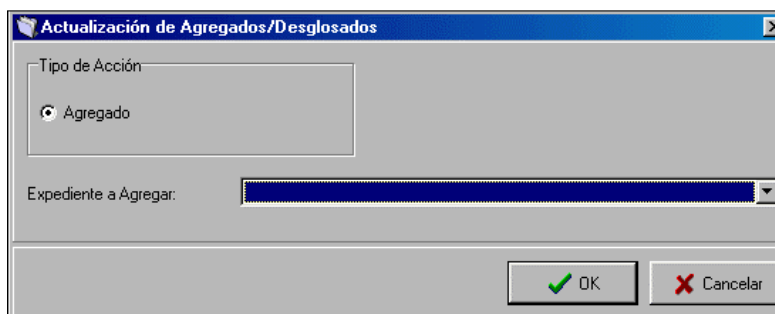 Actualización de Agregados/Desglosados
Tipo de Acción
Agregado
Expediente a Agregar:
OK
Cancelar